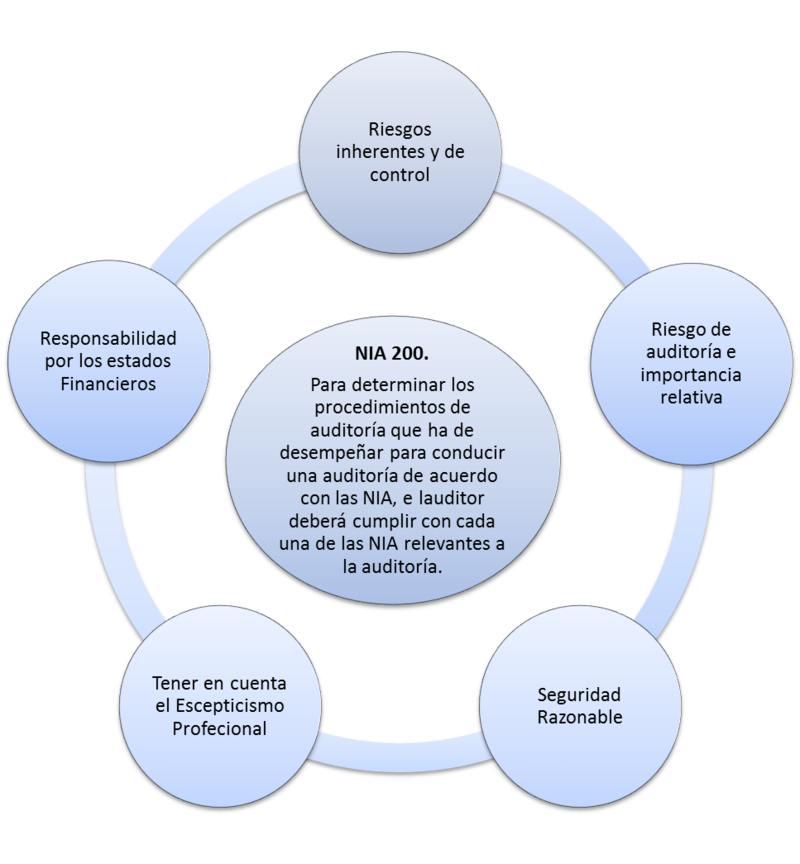 Riesgos
inherentes y de
control
Riesgo de
auditoría e
importancia
relativa
Seguridad
Razonable
Tener en cuenta
el Escepticismo
Profecional
Responsabilidad
por los estados
Financieros
NIA 200.
Para determinar los
procedimientos de
auditoría que ha de
desempeñar para conducir
una auditoría de acuerdo
con las NIA, e lauditor
deberá cumplir con cada
una de las NIA relevantes a
la auditoría.